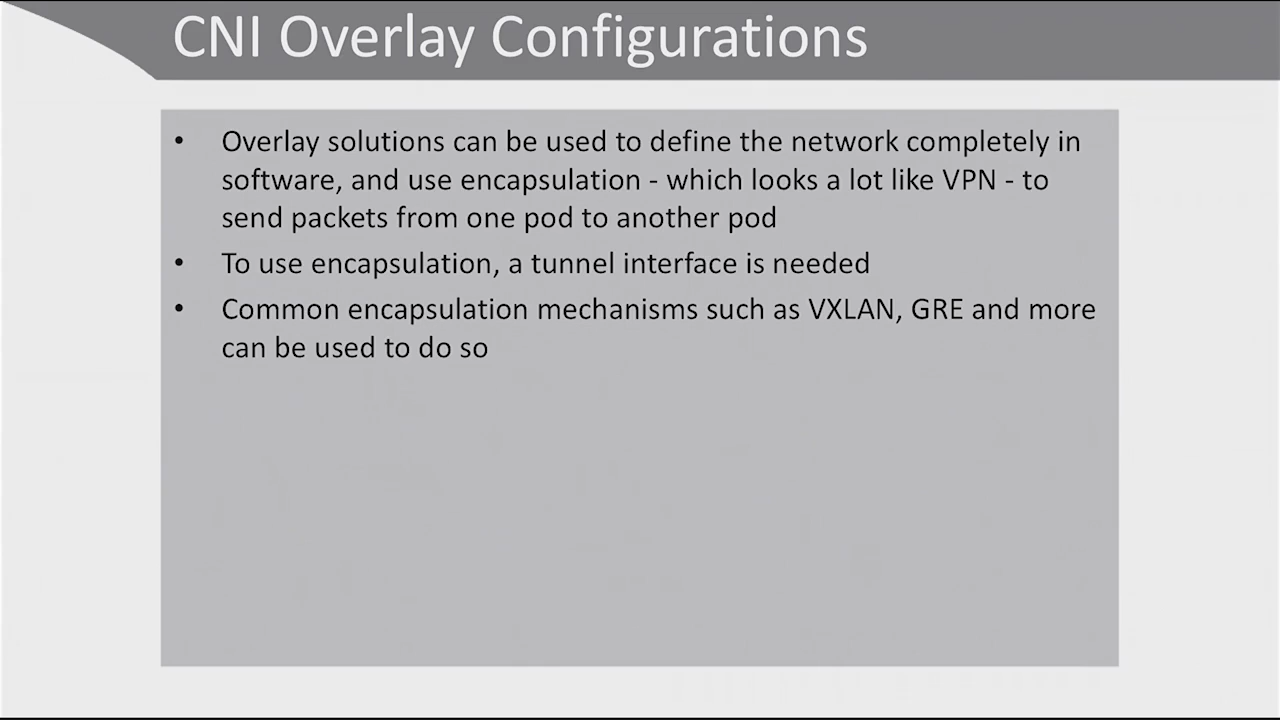 CNI Overlay Configurations
• Overlay solutions can be used to define the network completely in
software, and use encapsulation - which looks a lot like VPN - to
send packets from one pod to another pod
• To use encapsulation, a tunnel interface is needed
• Common encapsulation mechanisms such as VXLAN, GRE and more
can be used to do so